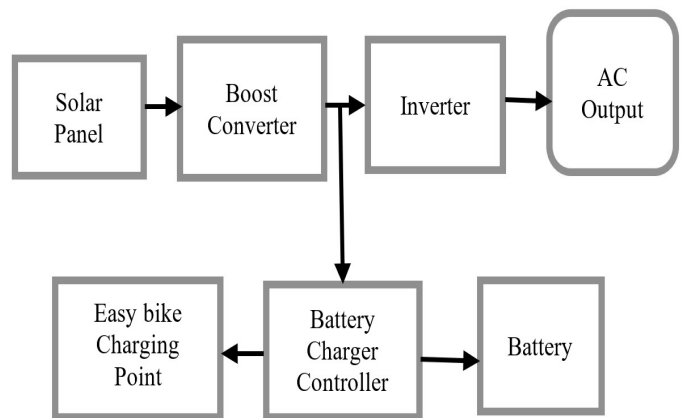 Solar
Panel
Boost
Converter
Inverter
AC
Output
Easy bike
Charging
Point
Battery
Charger
Controller
Battery